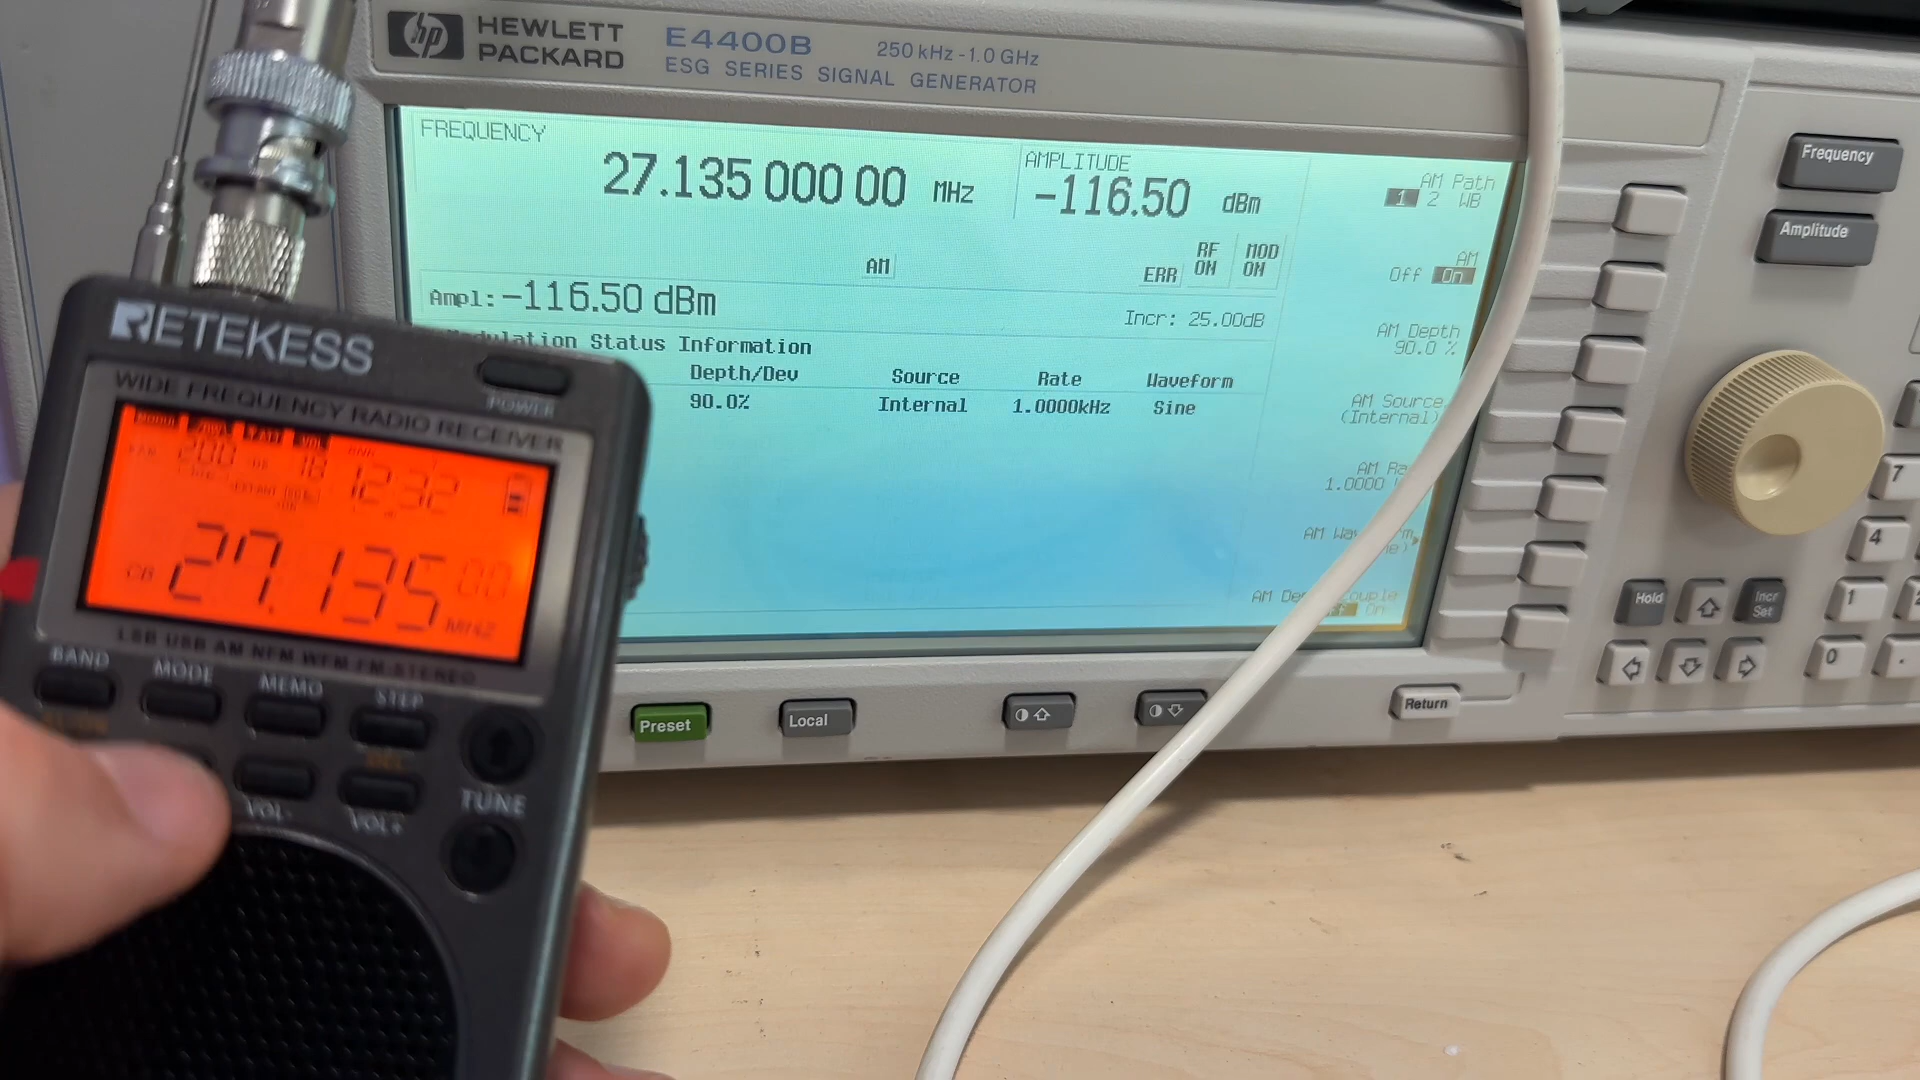 HEWLETT
PACKARD
E4400B
250 kHz -1.0 GHz
ESG SERIES SIGNAL GENERATOR
FREQUENCY
27.135 000 00 MHz
AMPLITUDE
-116.50 dBm
AM Path
1 2 WB
AM
Off On
AM
ERR
RF
ON
MOD
ON
Ampl: -116.50 dBm
Incr: 25.00dB
AM Depth
90.0 %
Status Information
Depth/Dev Source Rate Waveform
90.0% Internal 1.0000kHz Sine
AM Source
(Internal)
AM
1.0000
AM
AM
On
Frequency
Amplitude
Hold
Incr
Set
7
4
1
0
.
Preset
Local
Return
RETEKESS
POWER
WIDE FREQUENCY RADIO RECEIVER
200 18 12:32
CB 27.135 00 MHZ
LSB USB AM NFM WFM FM-STEREO
BAND
MODE
MEMO
STEP
VOL-
VOL+
TUNE